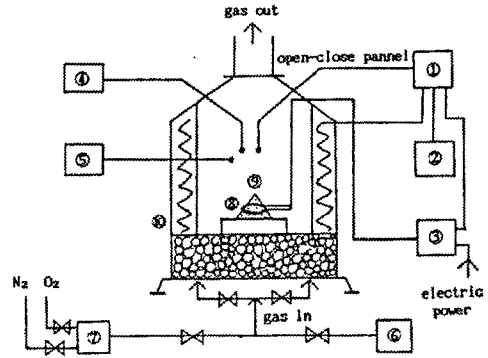 gas out
open-close pannel
④
①
⑤
②
⑨
⑧
⑩
③
N₂ O₂
gas in
electric
power
⑦
⑥